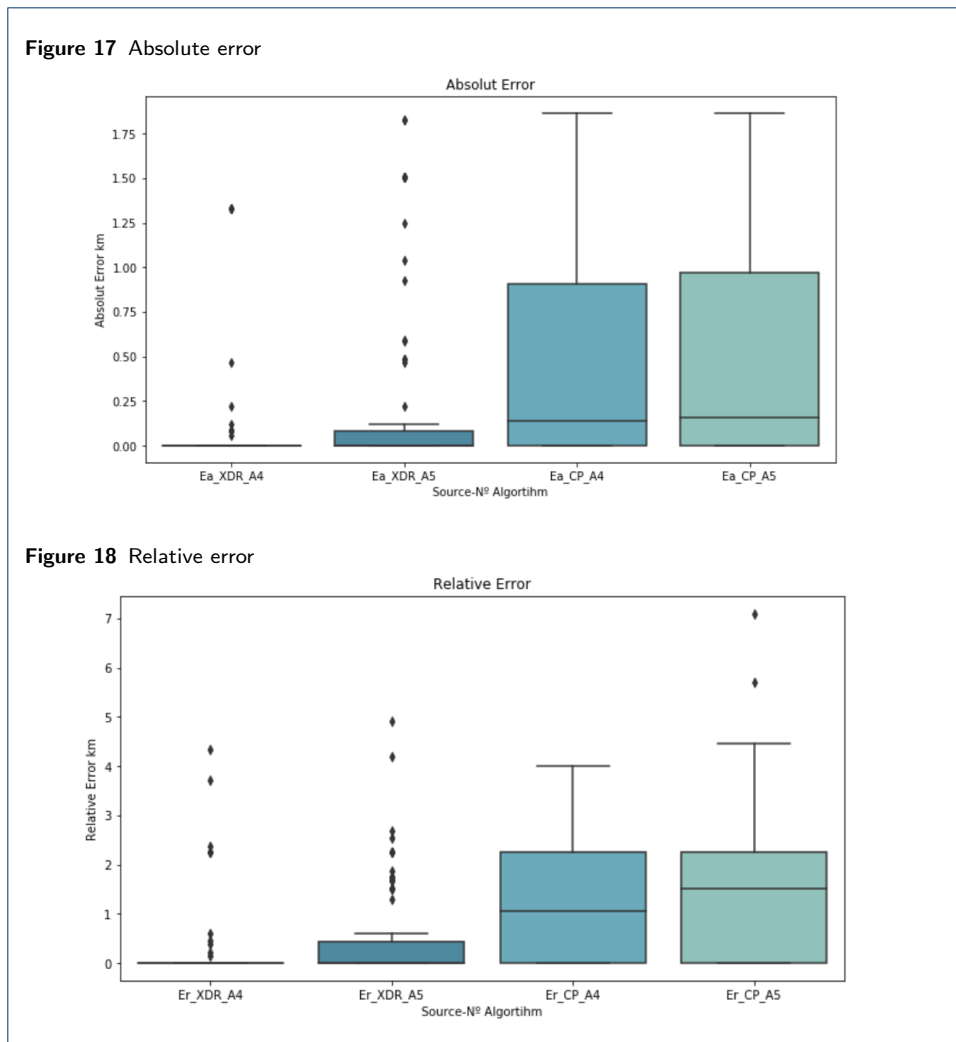 Figure 17 Absolute error
Absolut Error
Absolut Error km
1.75
1.50
1.25
1.00
0.75
0.50
0.25
0.00
Ea_XDR_A4 Ea_XDR_A5 Ea_CP_A4 Ea_CP_A5
Source-Nº Algortihm
Figure 18 Relative error
Relative Error
Relative Error km
7
6
5
4
3
2
1
0
Er_XDR_A4 Er_XDR_A5 Er_CP_A4 Er_CP_A5
Source-Nº Algortihm